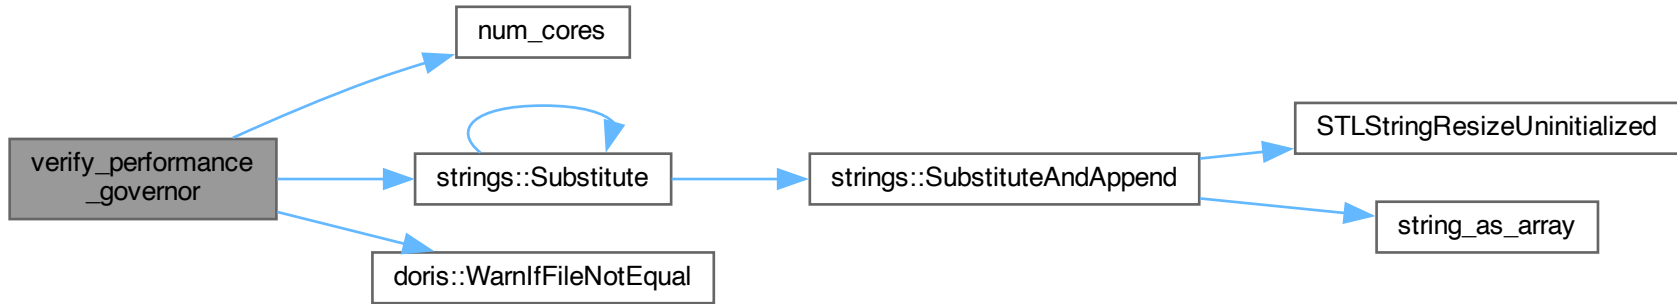 verify_performance
_governor
num_cores
strings::Substitute
doris::WarnIfFileNotEqual
strings::SubstituteAndAppend
STLStringResizeUninitialized
string_as_array